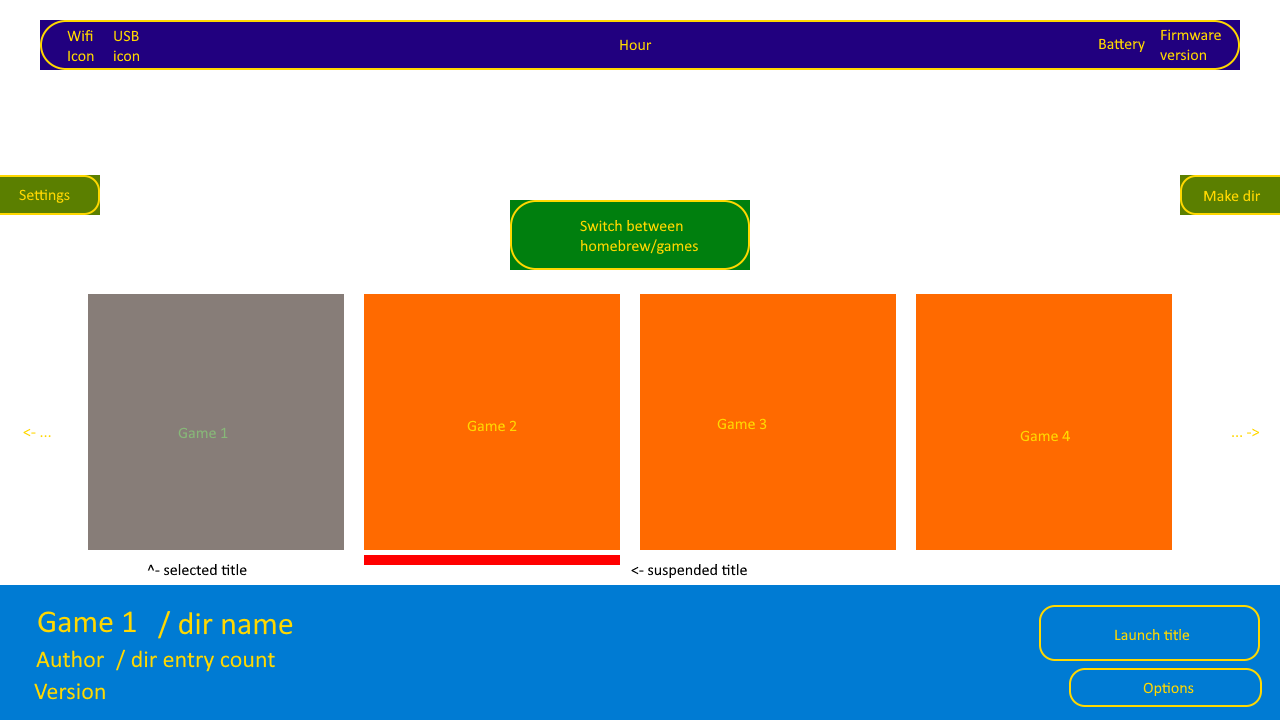 Wifi Icon
USB icon
Hour
Battery
Firmware version
Settings
Make dir
Switch between
homebrew/games
<- ...
Game 1
Game 2
Game 3
Game 4
... ->
^- selected title
<- suspended title
Game 1 / dir name
Author / dir entry count
Version
Launch title
Options